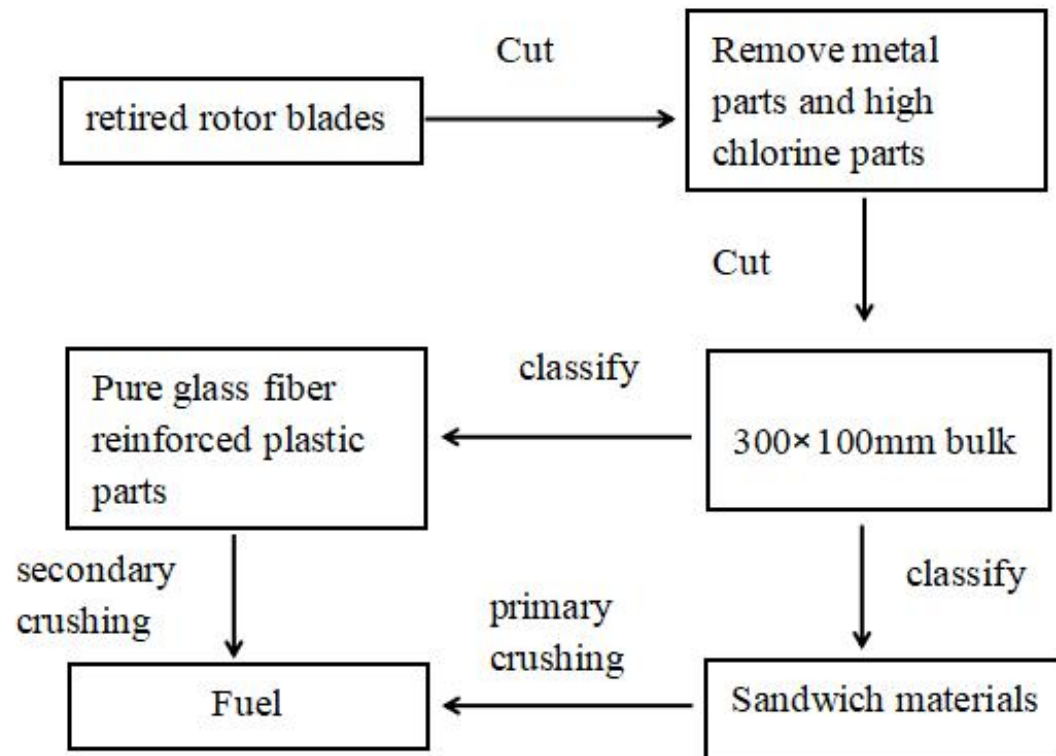 Cut
retired rotor blades
Remove metal
parts and high
chlorine parts
Cut
Pure glass fiber
reinforced plastic
parts
classify
300×100mm bulk
secondary
crushing
primary
crushing
classify
Fuel
Sandwich materials